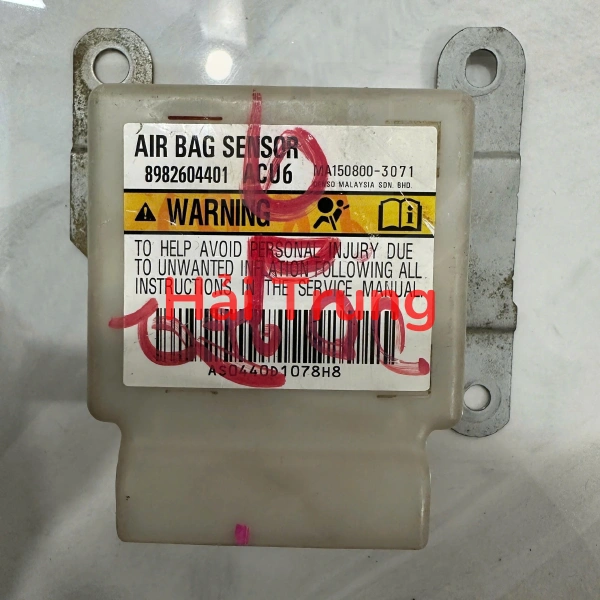 AIR BAG SENSOR
8982604401 ACU6 MA150800-3071
DENSO MALAYSIA SDN. BHD.
WARNING
TO HELP AVOID PERSONAL INJURY DUE
TO UNWANTED INFLATION FOLLOWING ALL
INSTRUCTIONS IN THE SERVICE MANUAL.
Hai Trung
AS0440D1078H8